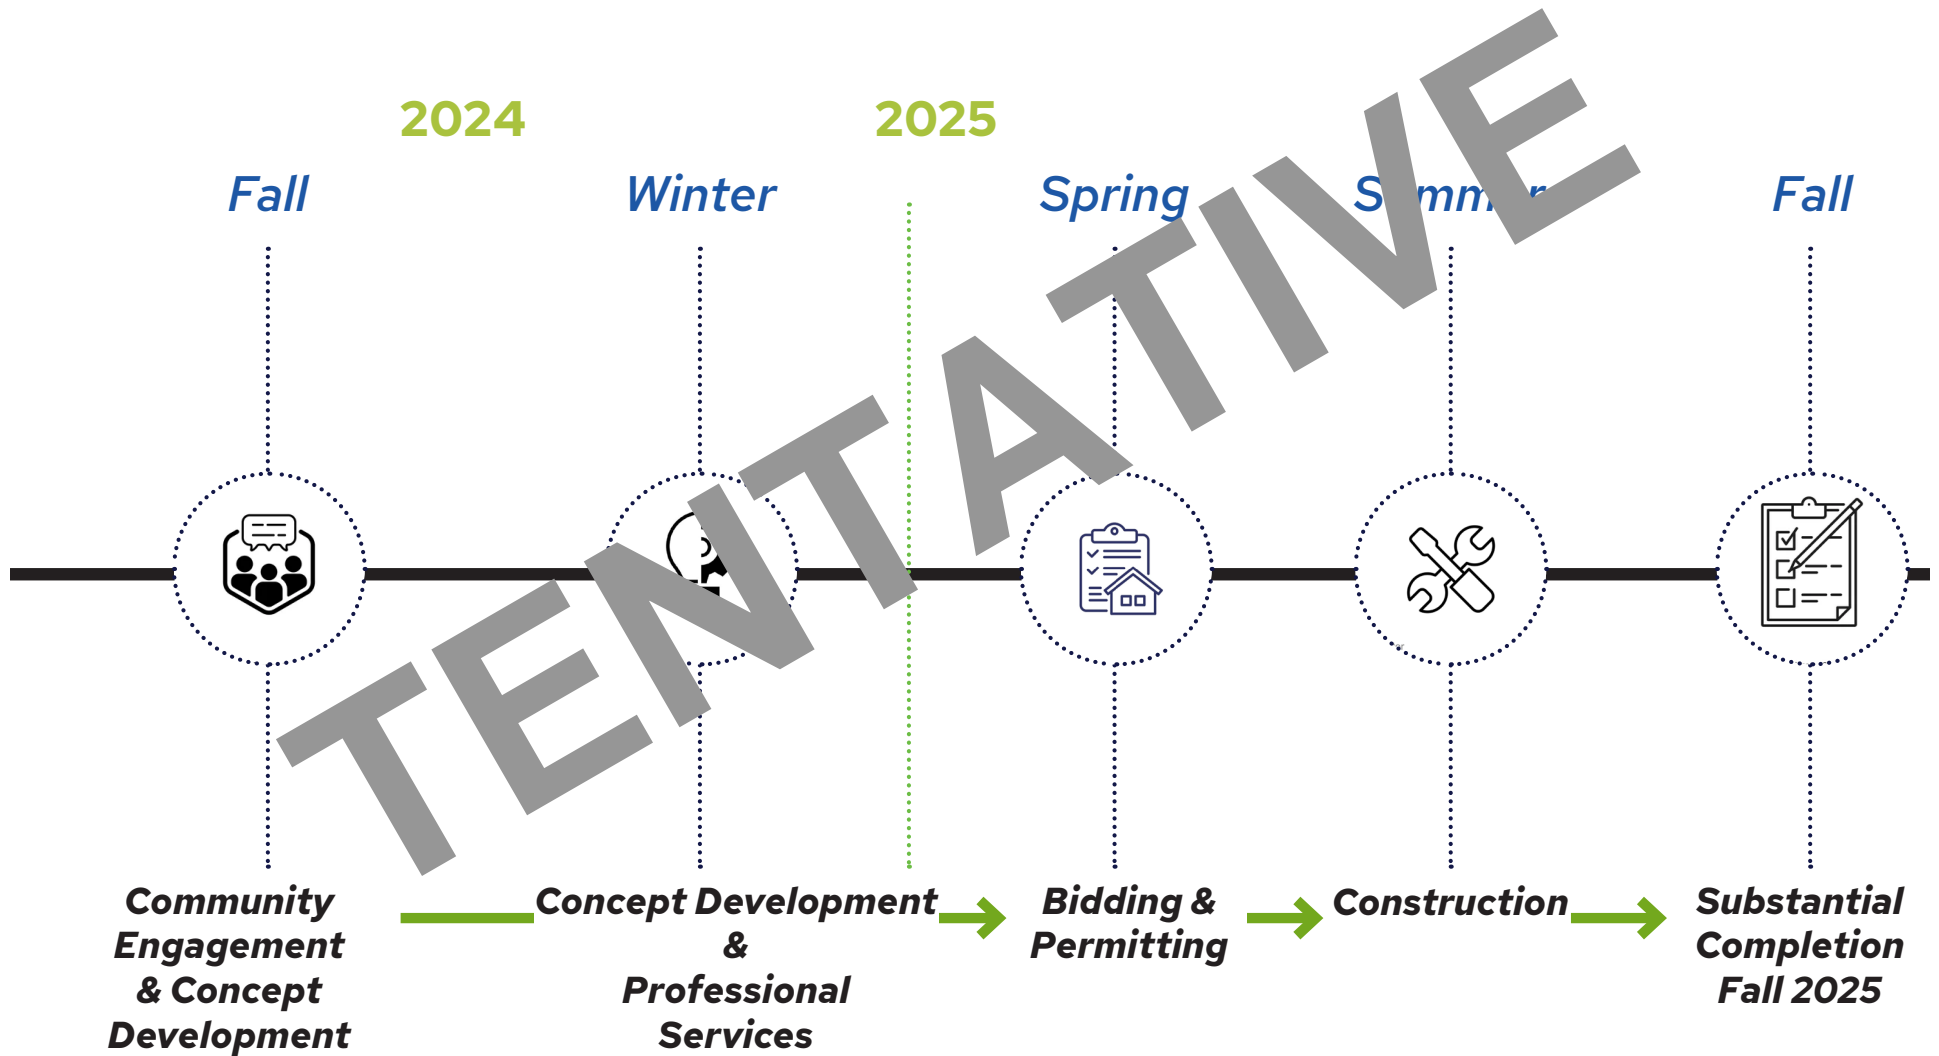 2024
2025
Fall
Winter
Spring
Summer
Fall
TENTATIVE
Community
Engagement
& Concept
Development
Concept Development
&
Professional
Services
Bidding &
Permitting
Construction
Substantial
Completion
Fall 2025